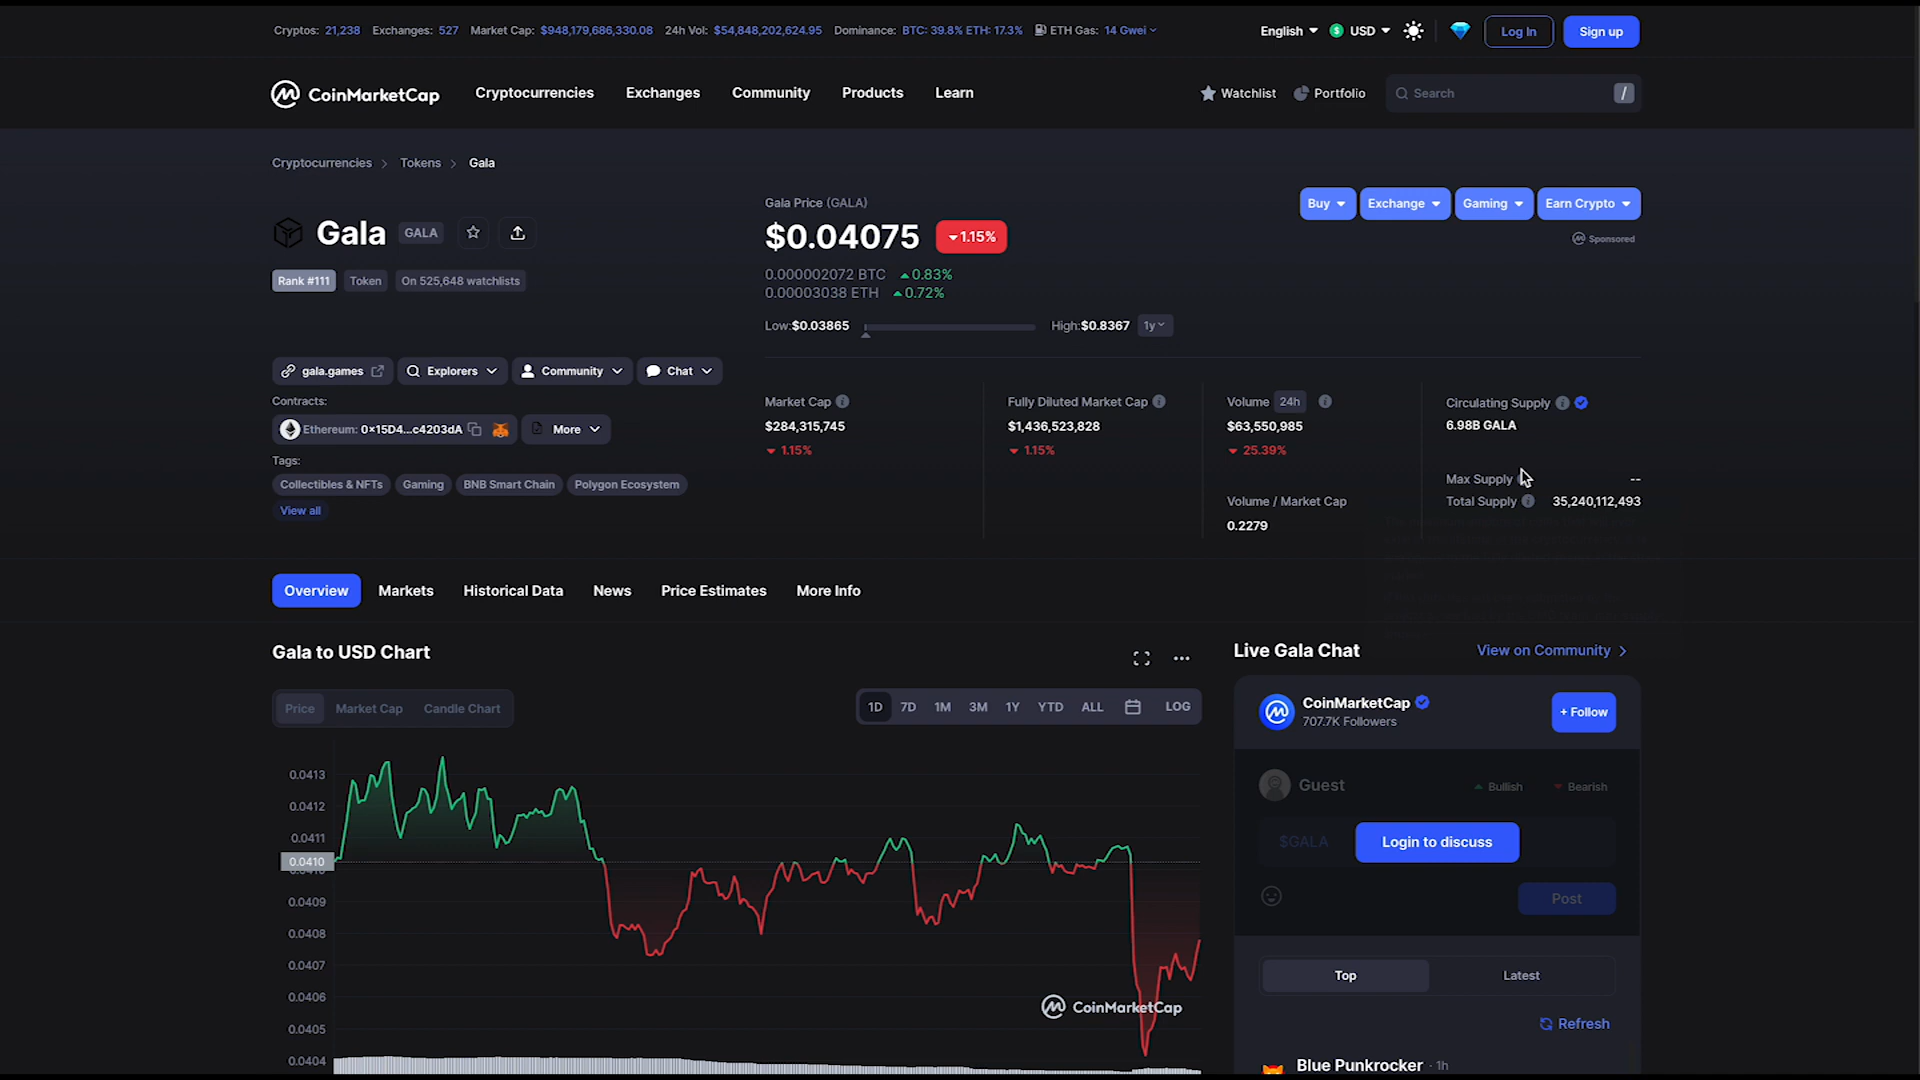 Cryptos: 21,238 Exchanges: 527 Market Cap: $948,179,686,330.08 24h Vol: $54,848,202,624.95 Dominance: BTC: 39.8% ETH: 17.3% ETH Gas: 14 Gwei English USD Log In Sign up
CoinMarketCap Cryptocurrencies Exchanges Community Products Learn Watchlist Portfolio Search /
Cryptocurrencies > Tokens > Gala
Gala Price (GALA)
Gala GALA
$0.04075 1.15%
Buy Exchange Gaming Earn Crypto
Sponsored
Rank #111 Token On 525,648 watchlists
0.000002072 BTC 0.83%
0.00003038 ETH 0.72%
Low:$0.03865 High:$0.8367 1y
gala.games Explorers Community Chat
Contracts:
Ethereum: 0x15D4...c4203dA More
Tags:
Collectibles & NFTs Gaming BNB Smart Chain Polygon Ecosystem
View all
Market Cap
$284,315,745
1.15%
Fully Diluted Market Cap
$1,436,523,828
1.15%
Volume 24h
$63,550,985
25.39%
Volume / Market Cap
0.2279
Circulating Supply
6.98B GALA
Max Supply --
Total Supply 35,240,112,493
Overview Markets Historical Data News Price Estimates More Info
Gala to USD Chart
Price Market Cap Candle Chart
1D 7D 1M 3M 1Y YTD ALL LOG
0.0413
0.0412
0.0411
0.0410
0.0410
0.0409
0.0408
0.0407
0.0406
0.0405
0.0404
CoinMarketCap
Live Gala Chat View on Community >
CoinMarketCap
707.7K Followers
+ Follow
Guest Bullish Bearish
$GALA Login to discuss
Post
Top Latest
Refresh
Blue Punkrocker · 1h